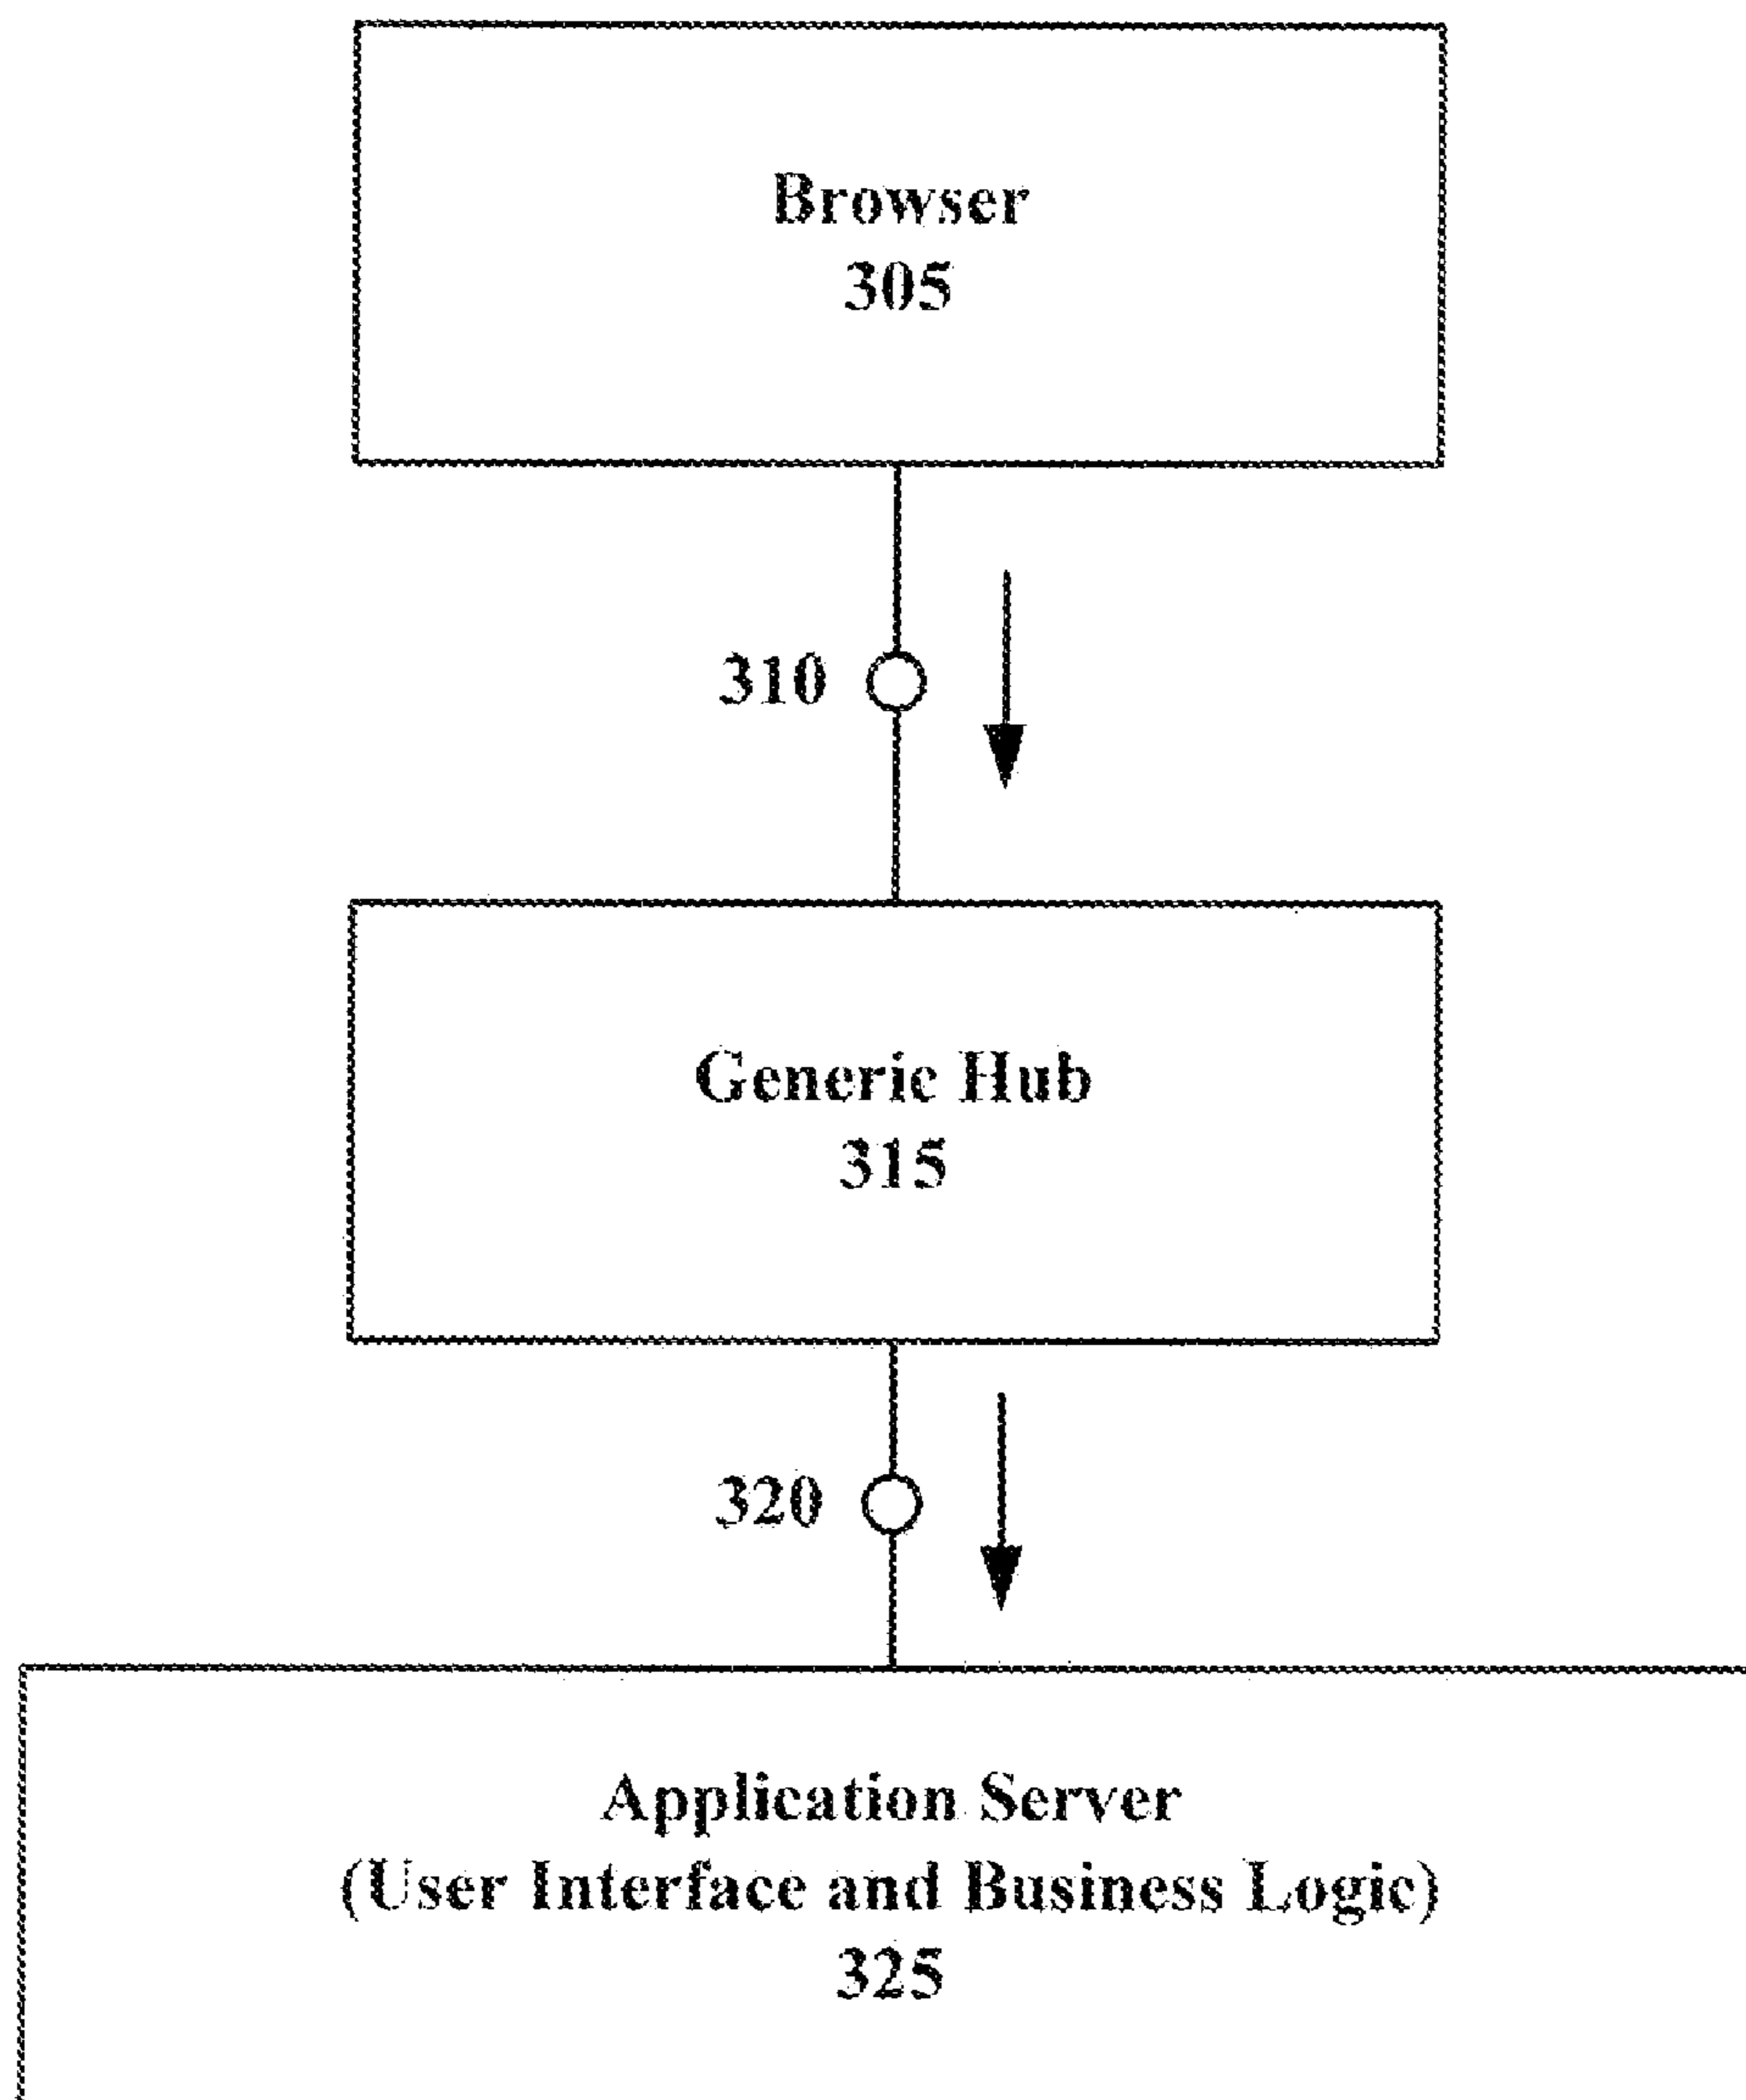 Browser
305
310
Generic Hub
315
320
Application Server
(User Interface and Business Logic)
325